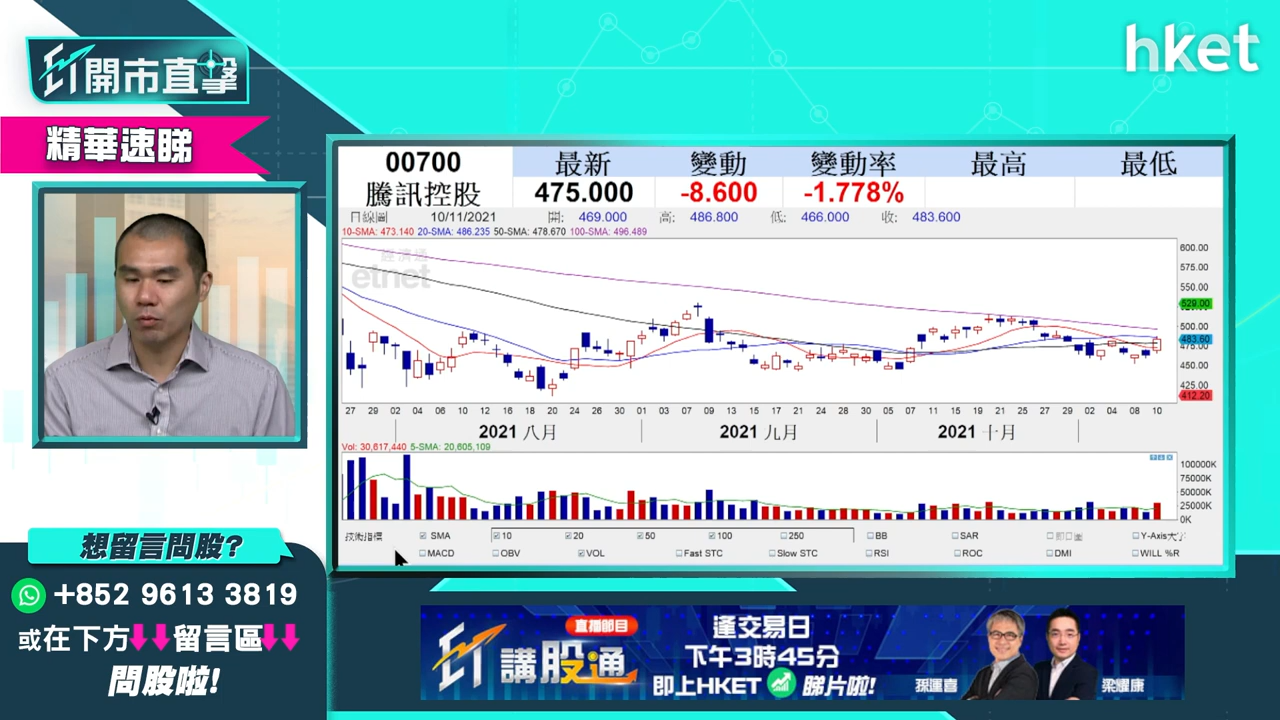 hket
ET開市直擊
精華速睇
00700
騰訊控股
最新 變動 變動率 最高 最低
475.000 -8.600 -1.778%
日線圖 10/11/2021 開: 469.000 高: 486.800 低: 466.000 收: 483.600
10-SMA: 473.140 20-SMA: 486.235 50-SMA: 478.670 100-SMA: 496.489
經濟通
etnet
600.00
575.00
550.00
529.00
500.00
483.60
475.00
450.00
425.00
412.20
27 29 02 04 06 10 12 16 18 20 24 26 30 01 03 07 09 13 15 17 21 24 28 30 05 07 11 15 19 21 25 27 29 02 04 08 10
2021 八月 2021 九月 2021 十月
Vol: 30,617,440 5-SMA: 20,605,109
100000K
75000K
50000K
25000K
0K
技術指標 SMA 10 20 50 100 250 BB SAR Y-Axis大字
MACD OBV VOL Fast STC Slow STC RSI ROC DMI WILL %R
想留言問股?
+852 9613 3819
或在下方留言區
問股啦!
ET講股通
直播節目
逢交易日
下午3時45分
即上HKET睇片啦!
孫運喜 梁耀康